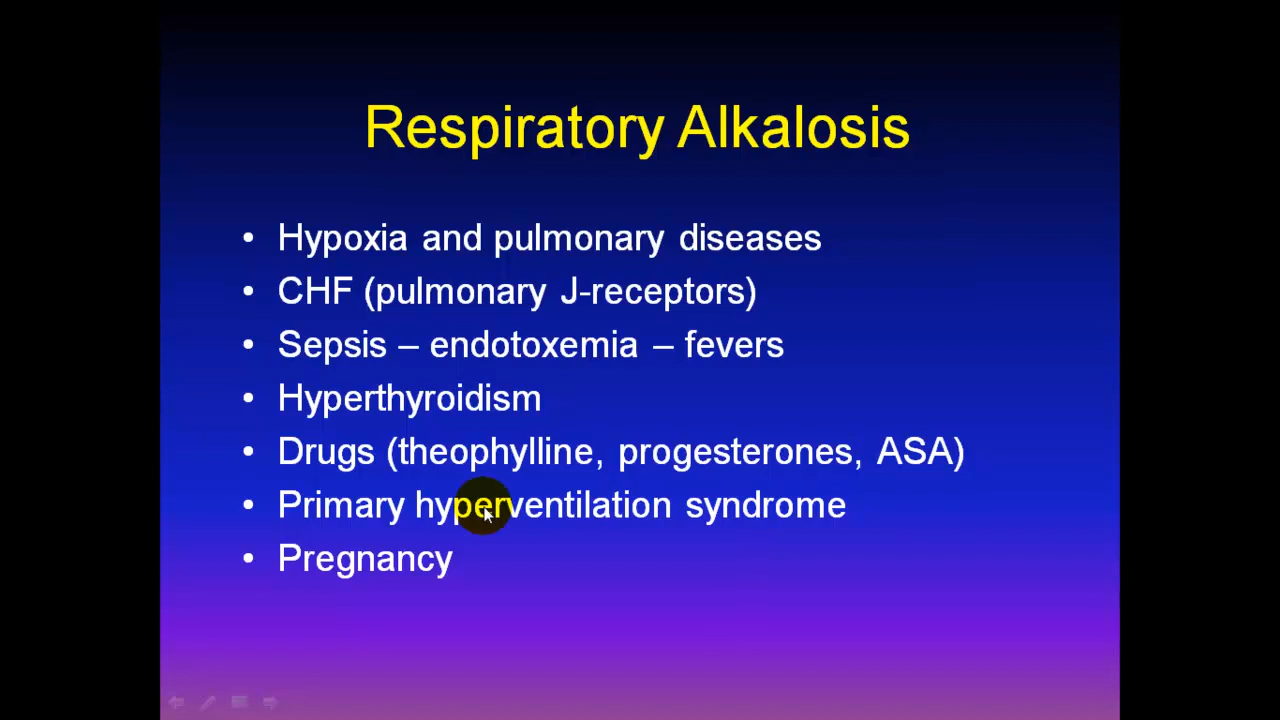 Respiratory Alkalosis
• Hypoxia and pulmonary diseases
• CHF (pulmonary J-receptors)
• Sepsis – endotoxemia – fevers
• Hyperthyroidism
• Drugs (theophylline, progesterones, ASA)
• Primary hyperventilation syndrome
• Pregnancy